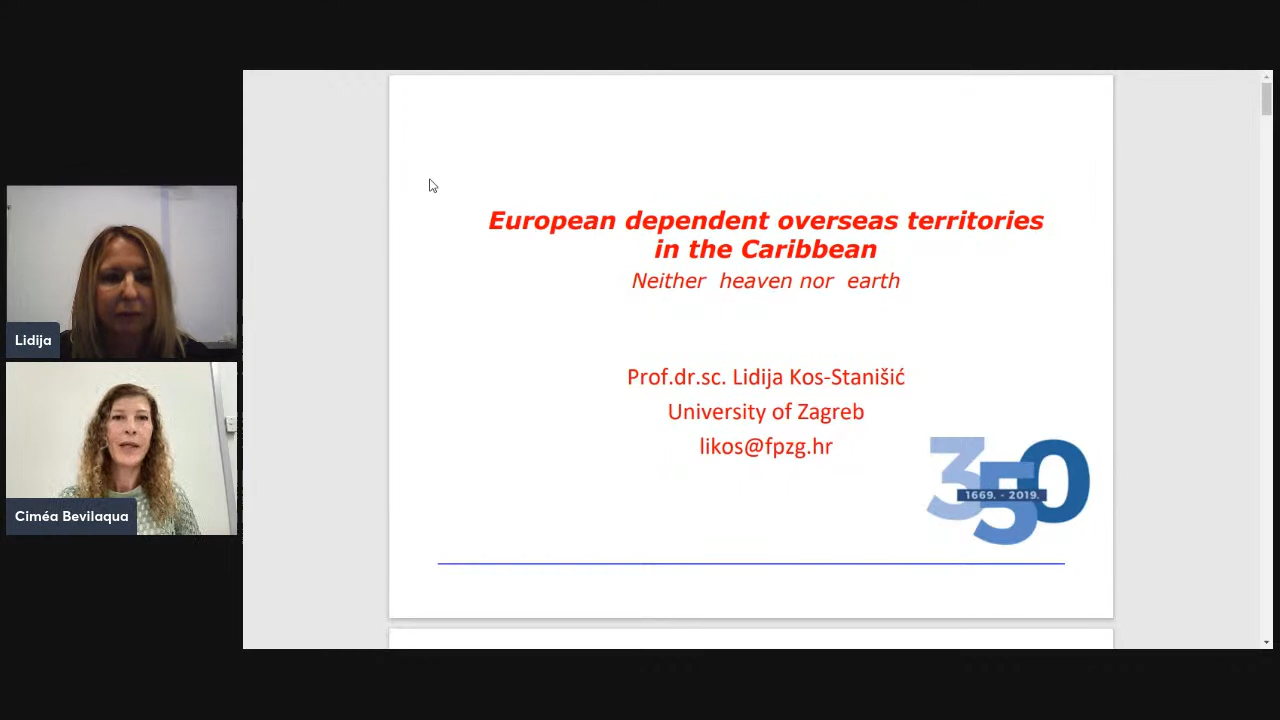 European dependent overseas territories
in the Caribbean
Neither heaven nor earth
Prof.dr.sc. Lidija Kos-Stanišić
University of Zagreb
likos@fpzg.hr
350
1669. - 2019.
Lidija
Ciméa Bevilaqua